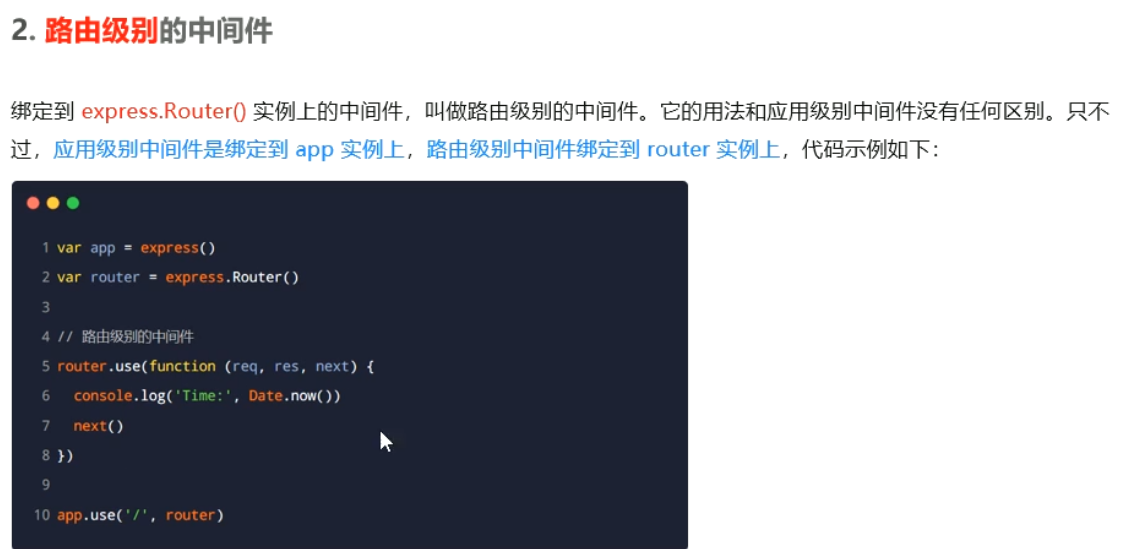 2. 路由级别的中间件
绑定到 express.Router() 实例上的中间件，叫做路由级别的中间件。它的用法和应用级别中间件没有任何区别。只不
过，应用级别中间件是绑定到 app 实例上，路由级别中间件绑定到 router 实例上，代码示例如下：
1 var app = express()
2 var router = express.Router()
3
4 // 路由级别的中间件
5 router.use(function (req, res, next) {
6   console.log('Time:', Date.now())
7   next()
8 })
9
10 app.use('/', router)